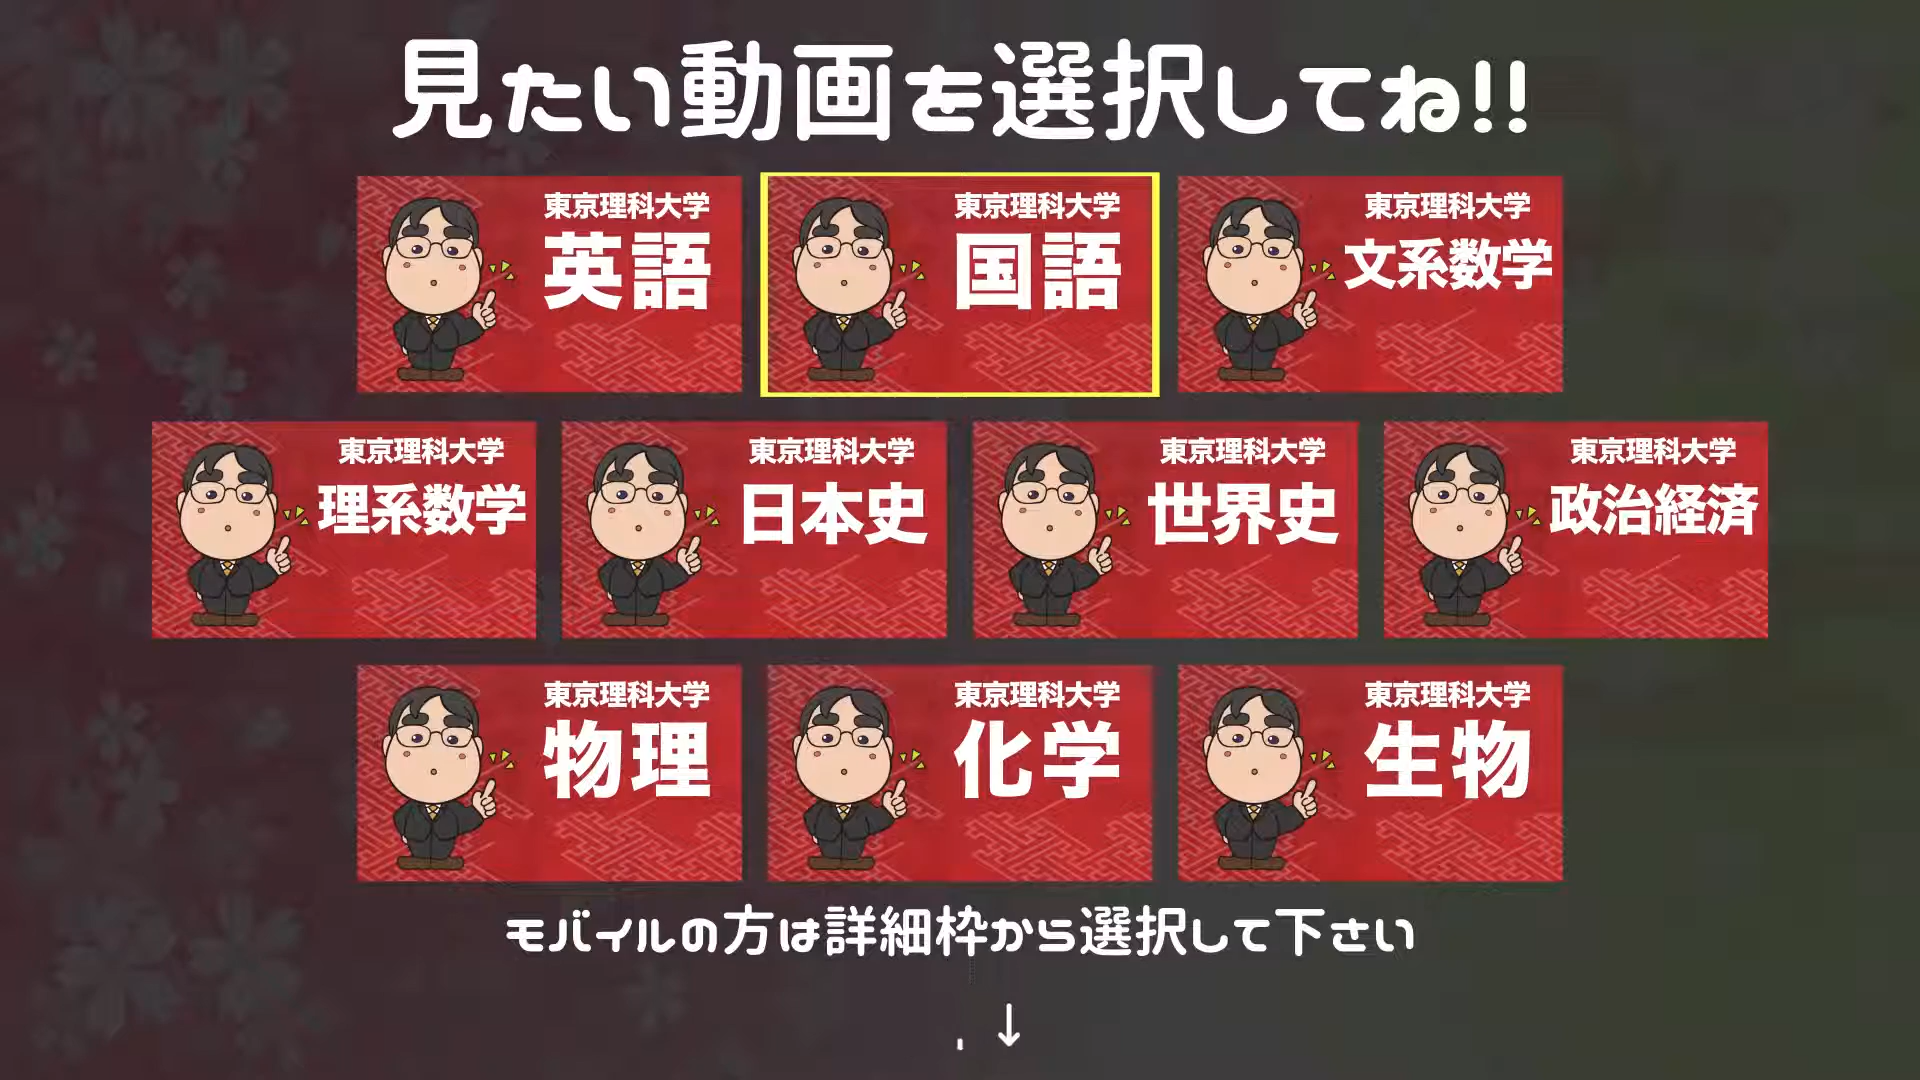 見たい動画を選択してね!!
東京理科大学
英語
東京理科大学
国語
東京理科大学
文系数学
東京理科大学
理系数学
東京理科大学
日本史
東京理科大学
世界史
東京理科大学
政治経済
東京理科大学
物理
東京理科大学
化学
東京理科大学
生物
モバイルの方は詳細枠から選択して下さい
↓